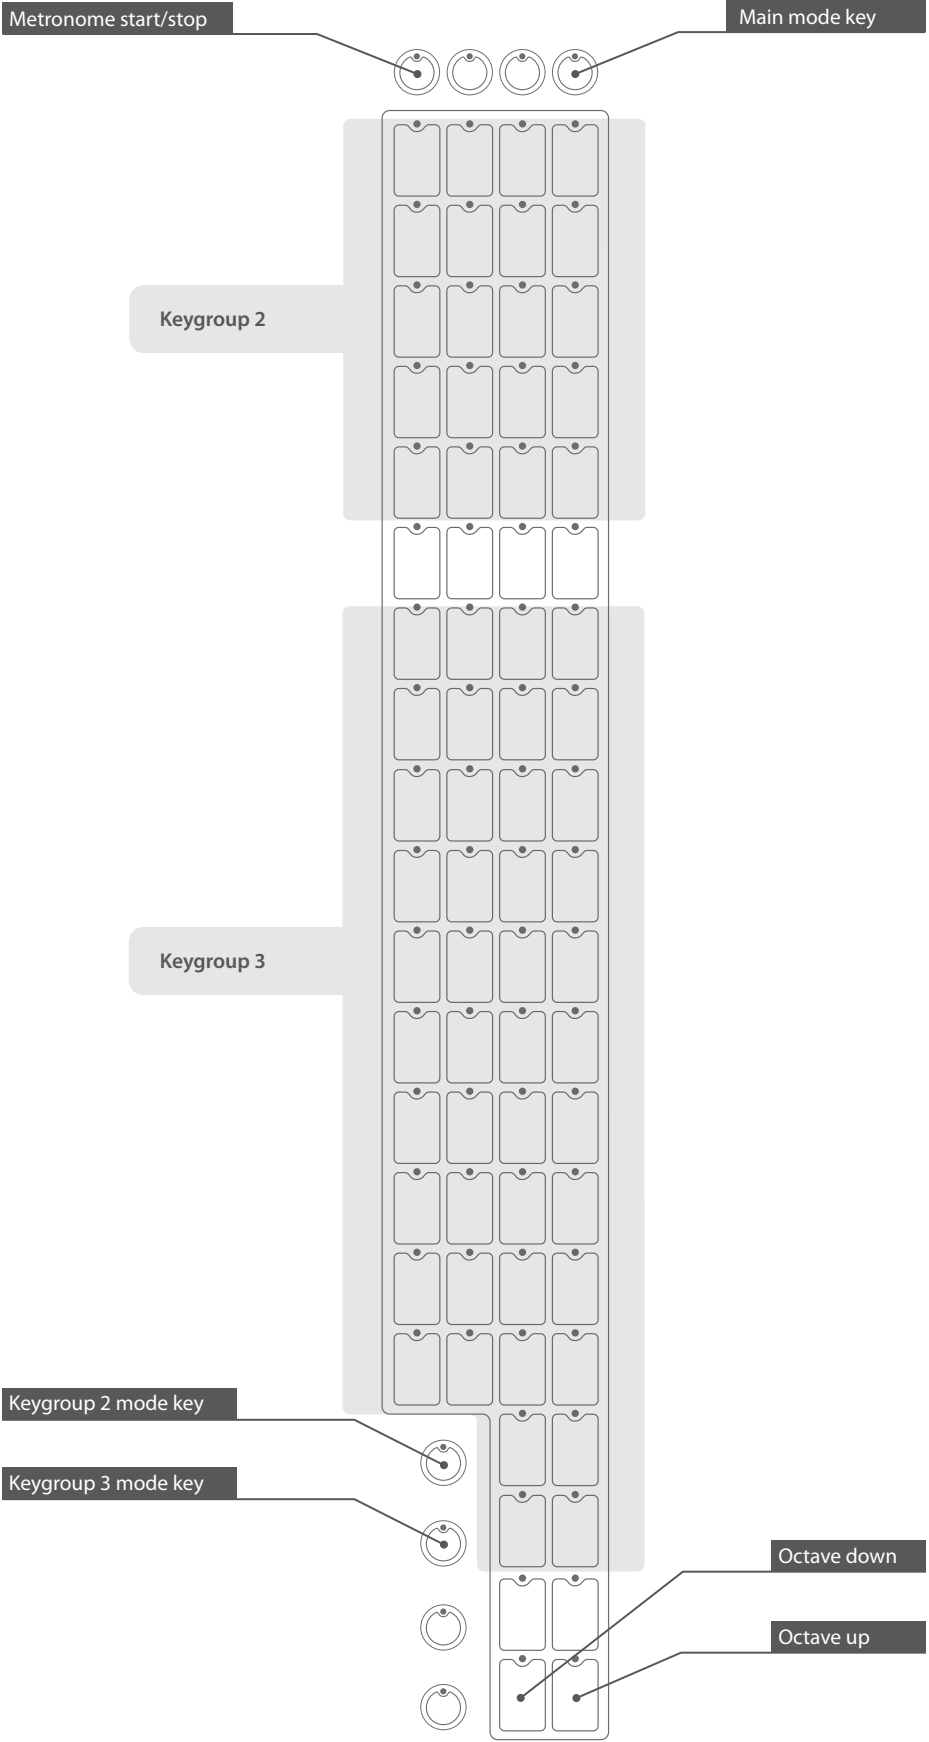 Metronome start/stop
Main mode key
Keygroup 2
Keygroup 3
Keygroup 2 mode key
Keygroup 3 mode key
Octave down
Octave up